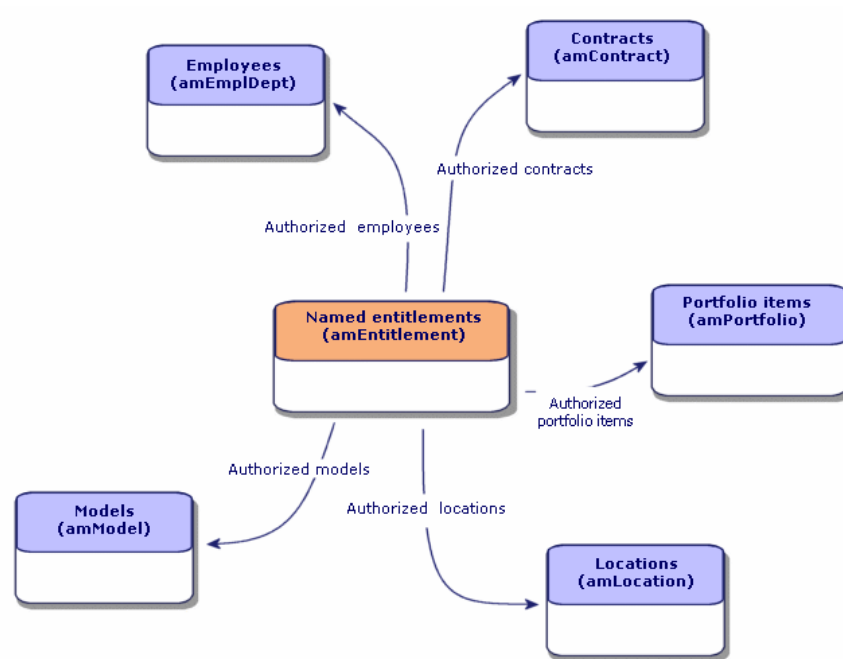 Contracts
(amContract)
Employees
(amEmplDept)
Authorized contracts
Authorized employees
Portfolio items
(amPortfolio)
Named entitlements
(amEntitlement)
Authorized
portfolio items
Authorized models
Authorized locations
Models
(amModel)
Locations
(amLocation)